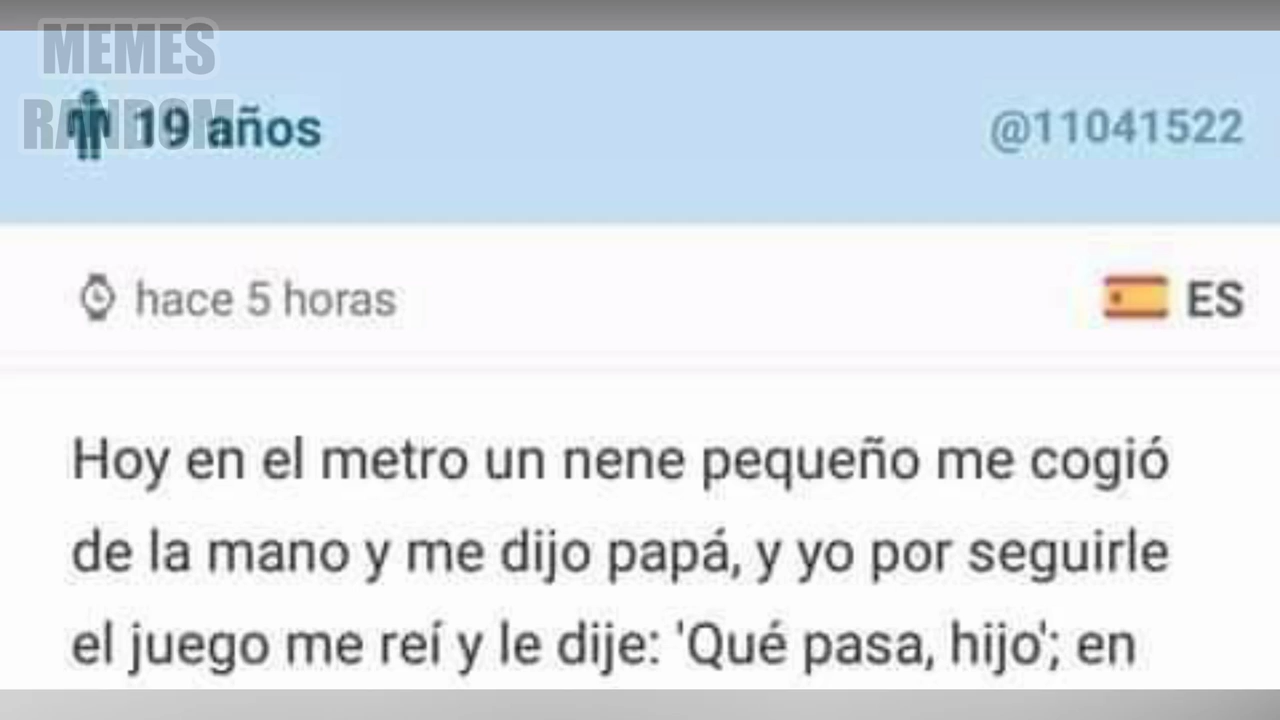 MEMES
RANDOM
19 años
@11041522
hace 5 horas
ES
Hoy en el metro un nene pequeño me cogió
de la mano y me dijo papá, y yo por seguirle
el juego me reí y le dije: 'Qué pasa, hijo'; en